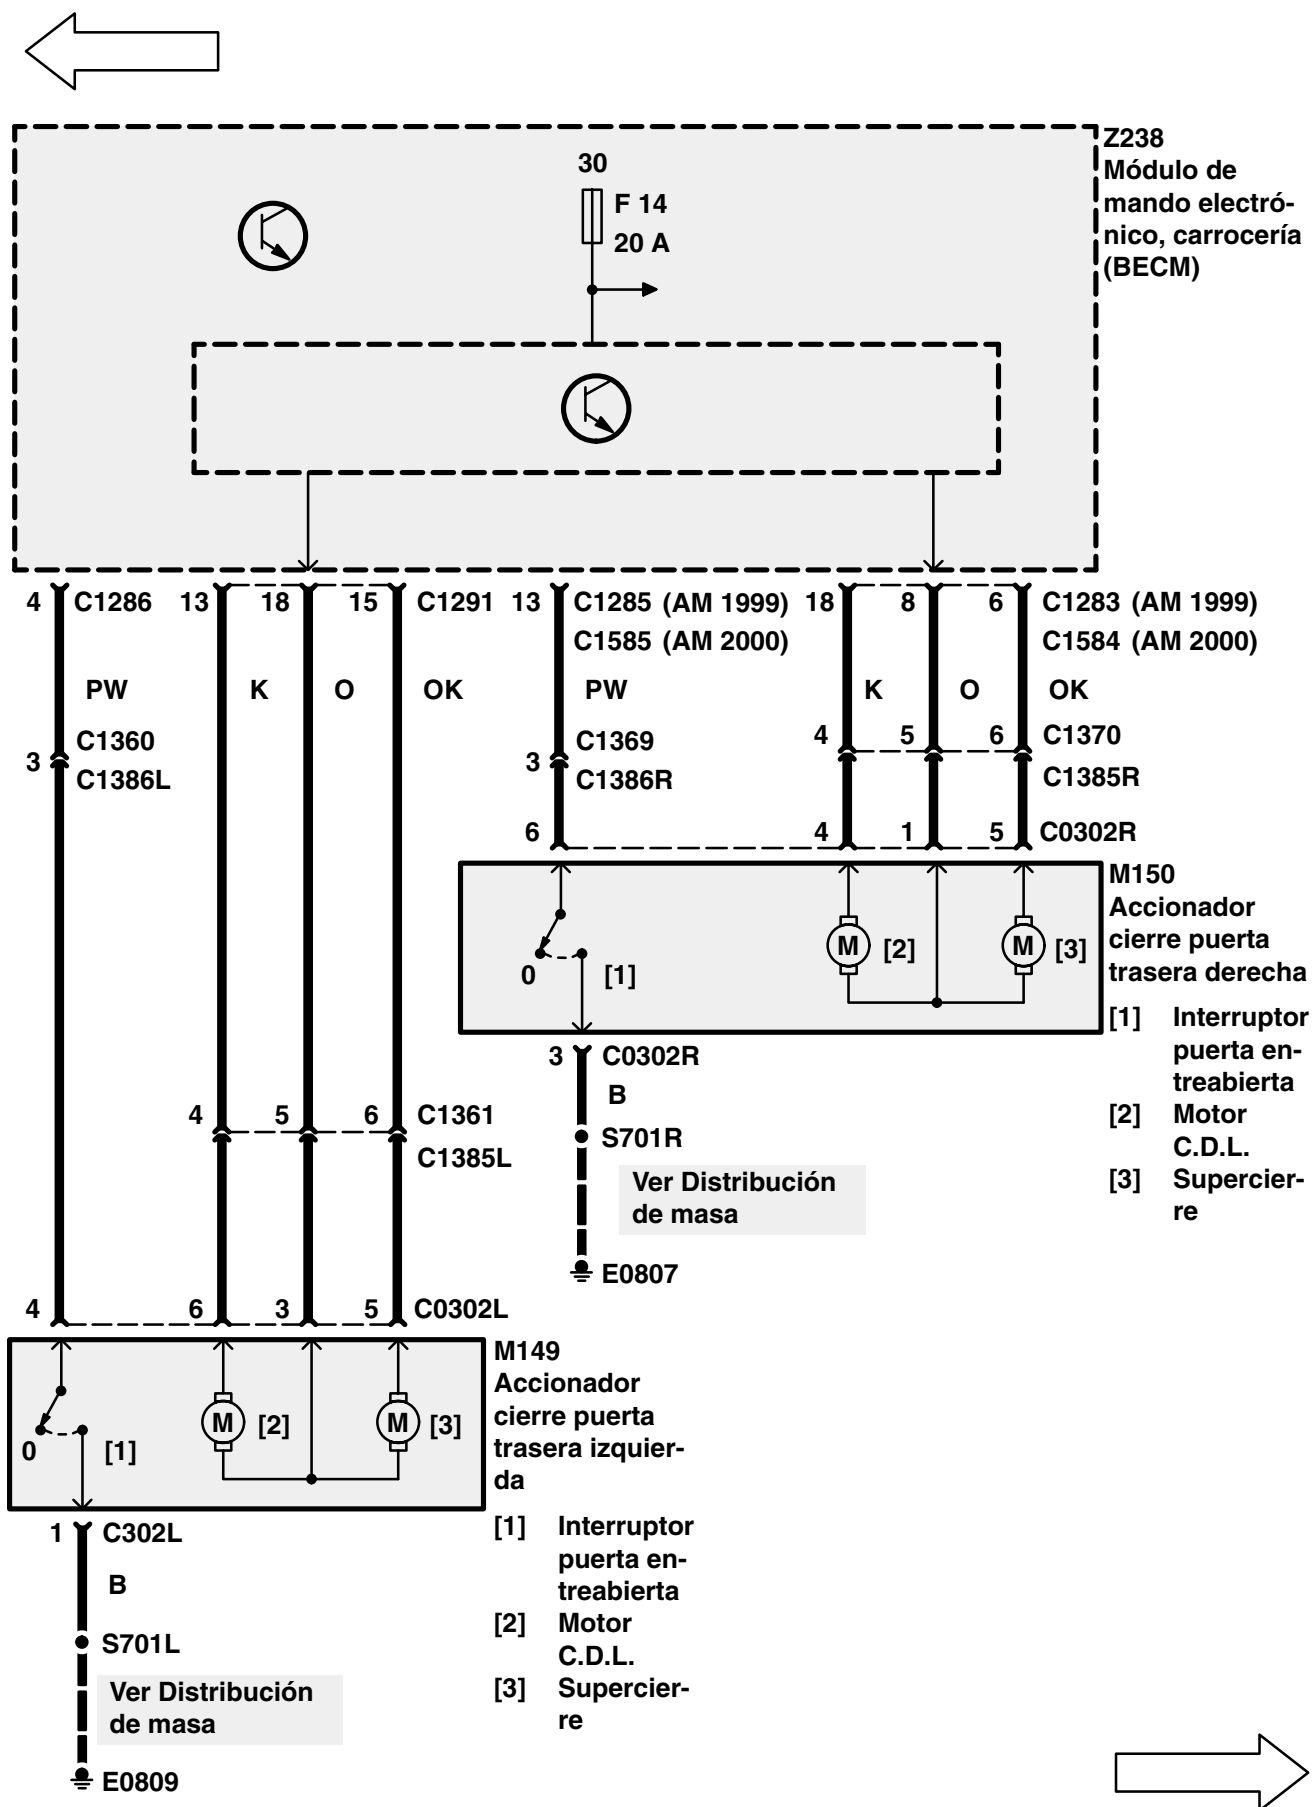 Z238
Módulo de
mando electró-
nico, carrocería
(BECM)
30
F 14
20 A
4 C1286 13 18 15 C1291 13 C1285 (AM 1999) 18 8 6 C1283 (AM 1999)
C1585 (AM 2000) C1584 (AM 2000)
PW K O OK PW K O OK
3 C1360
C1386L
3 C1369
C1386R
4 5 6 C1370
C1385R
6 4 1 5 C0302R
M150
Accionador
cierre puerta
trasera derecha
0 [1] M [2] M [3]
[1] Interruptor
puerta en-
treabierta
[2] Motor
C.D.L.
[3] Supercier-
re
3 C0302R
B
S701R
Ver Distribución
de masa
E0807
4 5 6 C1361
C1385L
4 6 3 5 C0302L
M149
Accionador
cierre puerta
trasera izquier-
da
0 [1] M [2] M [3]
[1] Interruptor
puerta en-
treabierta
[2] Motor
C.D.L.
[3] Supercier-
re
1 C302L
B
S701L
Ver Distribución
de masa
E0809